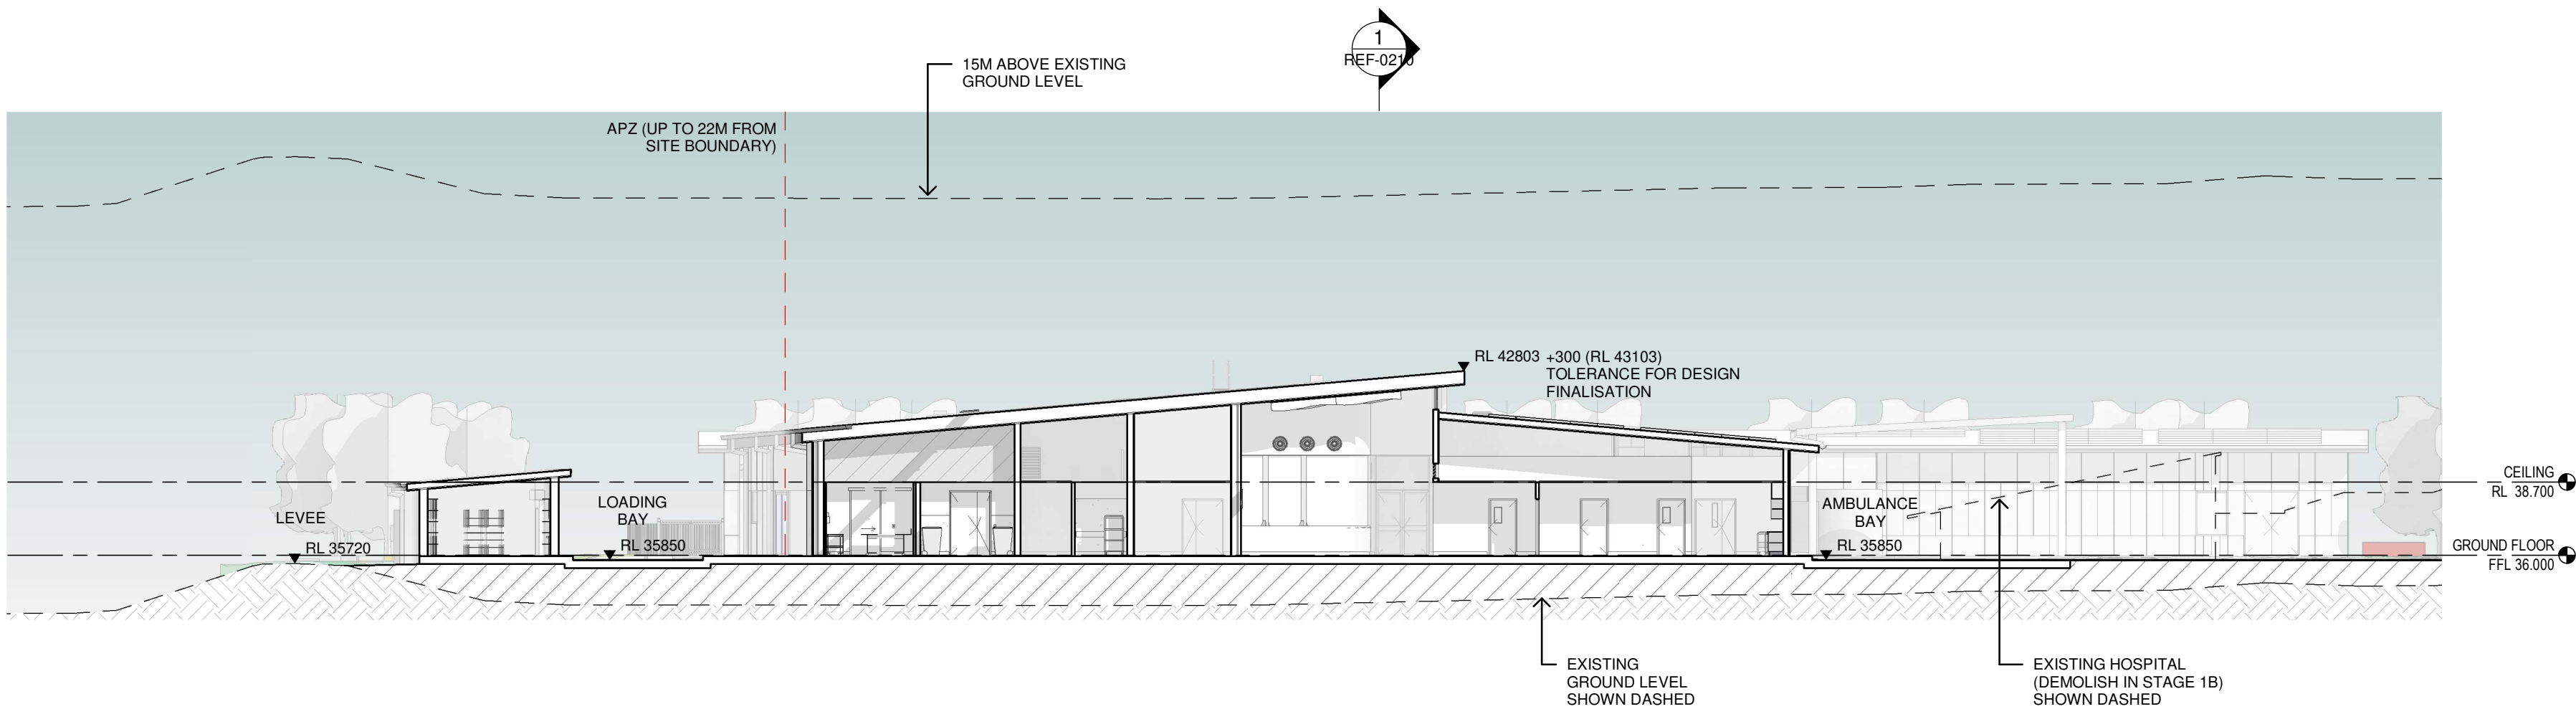 1
REF-0210
15M ABOVE EXISTING
GROUND LEVEL
APZ (UP TO 22M FROM
SITE BOUNDARY)
RL 42803
+300 (RL 43103)
TOLERANCE FOR DESIGN
FINALISATION
CEILING
RL 38.700
LEVEE
RL 35720
LOADING
BAY
RL 35850
AMBULANCE
BAY
RL 35850
GROUND FLOOR
FFL 36.000
EXISTING
GROUND LEVEL
SHOWN DASHED
EXISTING HOSPITAL
(DEMOLISH IN STAGE 1B)
SHOWN DASHED